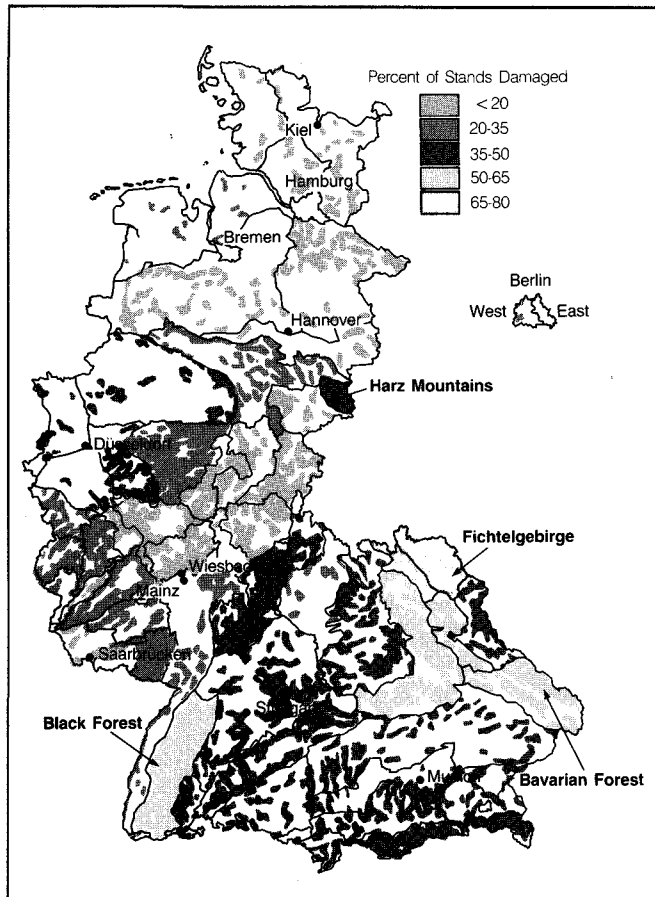 Percent of Stands Damaged
< 20
20-35
35-50
50-65
65-80
Kiel
Hamburg
Bremen
Berlin
West East
Hannover
Harz Mountains
Düsseldorf
Fichtelgebirge
Mainz
Saarbrücken
Black Forest
Bavarian Forest